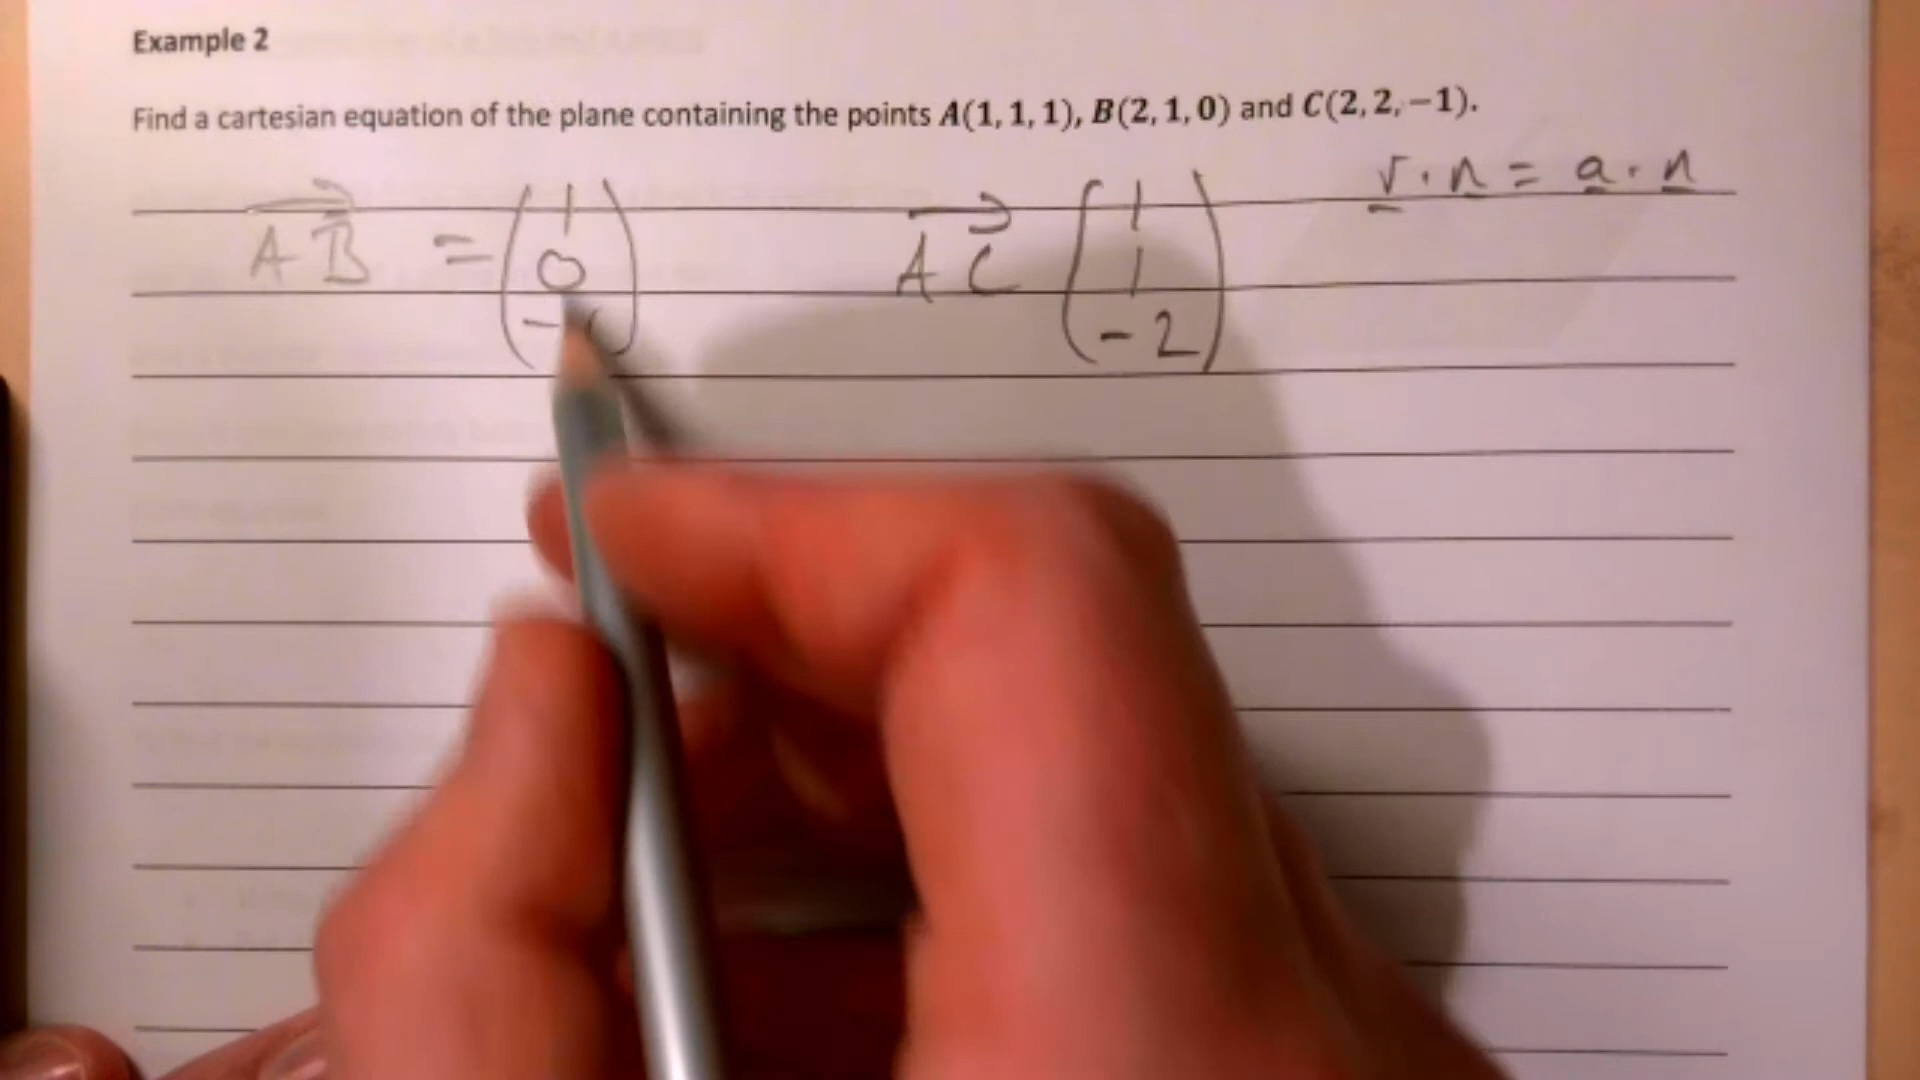 Example 2
Find a cartesian equation of the plane containing the points A(1, 1, 1), B(2, 1, 0) and C(2, 2, −1).
r · n = a · n
AB = (1 0 -1)
AC (1 1 -2)